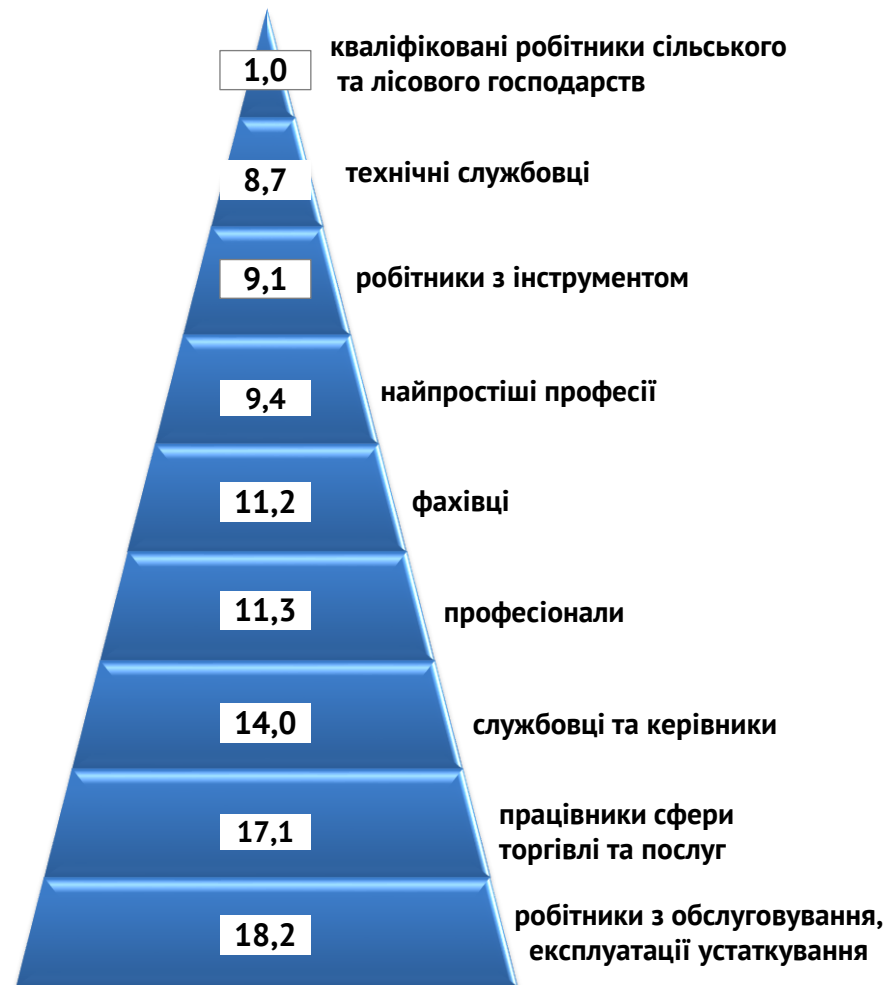 кваліфіковані робітники сільського
та лісового господарств
1,0
технічні службовці
8,7
робітники з інструментом
9,1
найпростіші професії
9,4
фахівці
11,2
професіонали
11,3
службовці та керівники
14,0
працівники сфери
торгівлі та послуг
17,1
робітники з обслуговування,
експлуатації устаткування
18,2